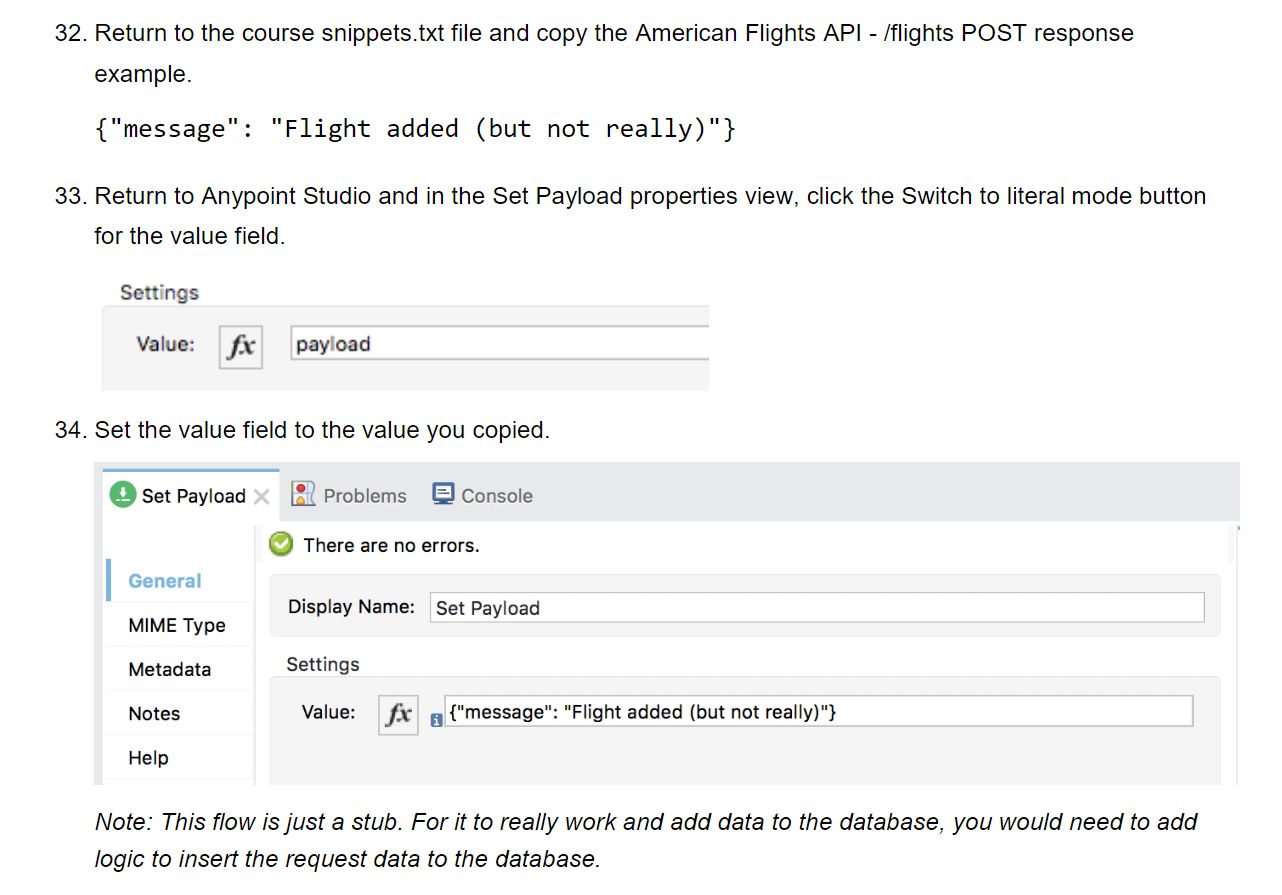 32. Return to the course snippets.txt file and copy the American Flights API - /flights POST response
example.
{"message": "Flight added (but not really)"}
33. Return to Anypoint Studio and in the Set Payload properties view, click the Switch to literal mode button
for the value field.
Settings
Value: fx payload
34. Set the value field to the value you copied.
Set Payload Problems Console
There are no errors.
General
Display Name: Set Payload
MIME Type
Settings
Metadata
Value: fx i {"message": "Flight added (but not really)"}
Notes
Help
Note: This flow is just a stub. For it to really work and add data to the database, you would need to add
logic to insert the request data to the database.